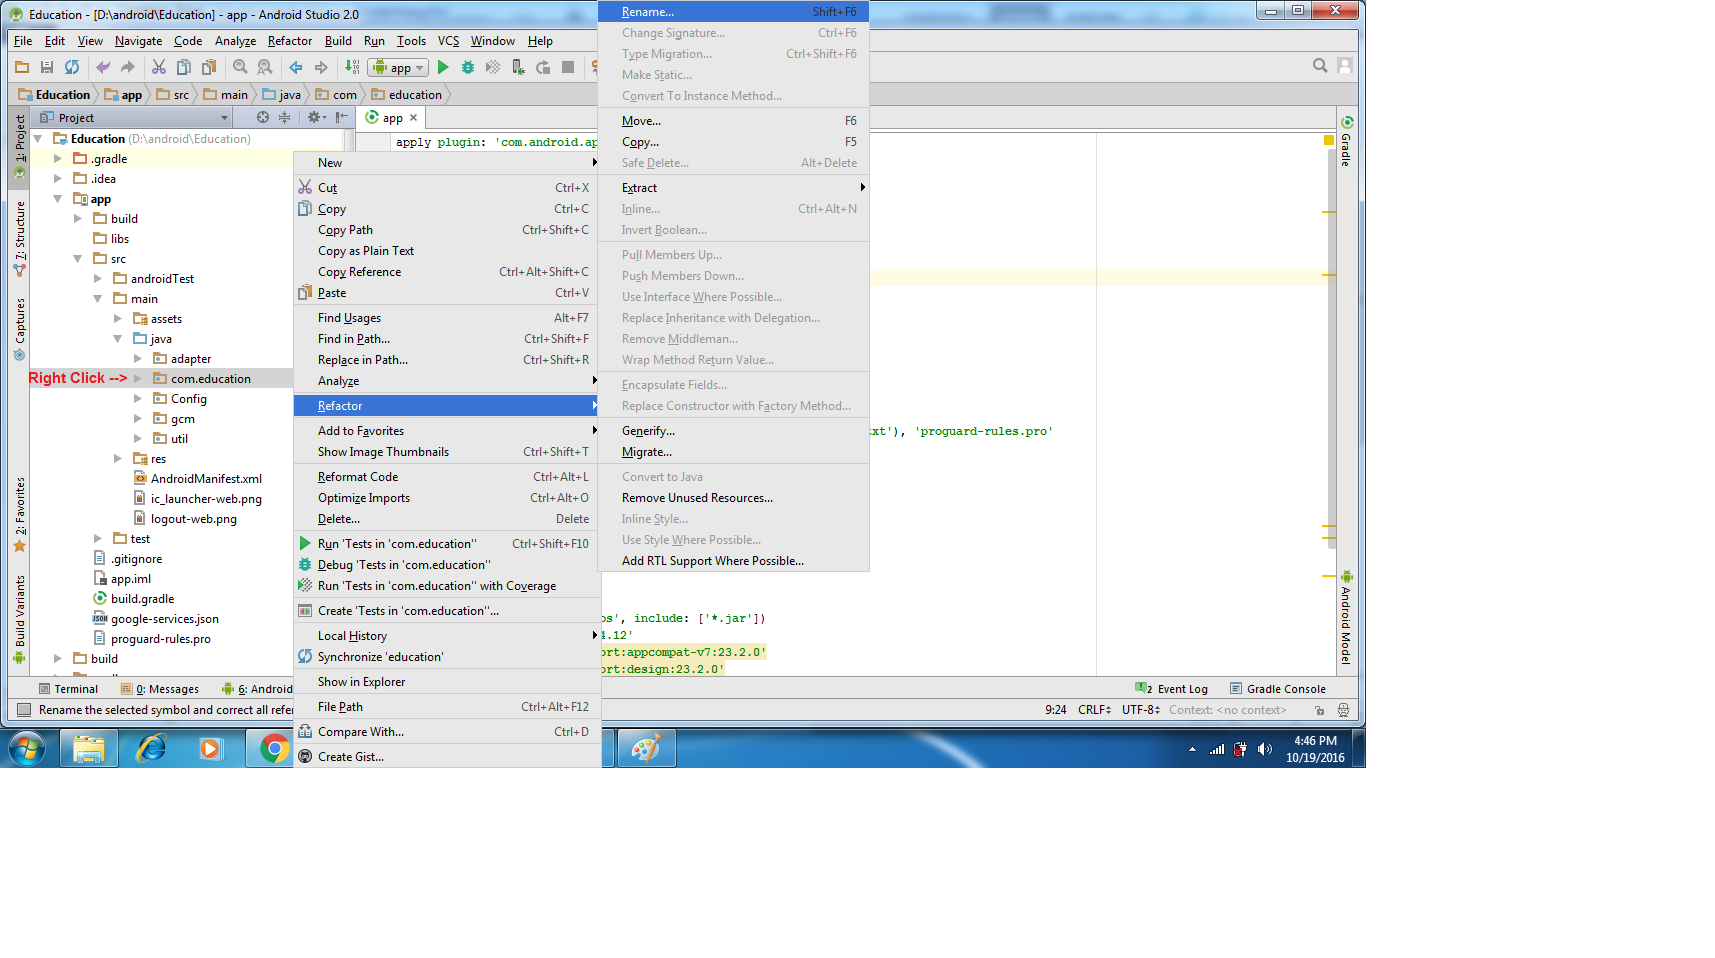 Education - [D:\android\Education] - app - Android Studio 2.0
File Edit View Navigate Code Analyze Refactor Build Run Tools VCS Window Help
app
Education app src main java com education
Project
app
1: Project
7: Structure
Captures
2: Favorites
Build Variants
Education (D:\android\Education)
.gradle
.idea
app
build
libs
src
androidTest
main
assets
java
adapter
Right Click --> com.education
Config
gcm
util
res
AndroidManifest.xml
ic_launcher-web.png
logout-web.png
test
.gitignore
app.iml
build.gradle
google-services.json
proguard-rules.pro
build
apply plugin: 'com.android.ap
New
Cut Ctrl+X
Copy Ctrl+C
Copy Path Ctrl+Shift+C
Copy as Plain Text
Copy Reference Ctrl+Alt+Shift+C
Paste Ctrl+V
Find Usages Alt+F7
Find in Path... Ctrl+Shift+F
Replace in Path... Ctrl+Shift+R
Analyze
Refactor
Add to Favorites
Show Image Thumbnails Ctrl+Shift+T
Reformat Code Ctrl+Alt+L
Optimize Imports Ctrl+Alt+O
Delete... Delete
Run 'Tests in 'com.education'' Ctrl+Shift+F10
Debug 'Tests in 'com.education''
Run 'Tests in 'com.education'' with Coverage
Create 'Tests in 'com.education''...
Local History
Synchronize 'education'
Show in Explorer
File Path Ctrl+Alt+F12
Compare With... Ctrl+D
Create Gist...
Rename... Shift+F6
Change Signature... Ctrl+F6
Type Migration... Ctrl+Shift+F6
Make Static...
Convert To Instance Method...
Move... F6
Copy... F5
Safe Delete... Alt+Delete
Extract
Inline... Ctrl+Alt+N
Invert Boolean...
Pull Members Up...
Push Members Down...
Use Interface Where Possible...
Replace Inheritance with Delegation...
Remove Middleman...
Wrap Method Return Value...
Encapsulate Fields...
Replace Constructor with Factory Method...
Generify...
Migrate...
Convert to Java
Remove Unused Resources...
Inline Style...
Use Style Where Possible...
Add RTL Support Where Possible...
xt'), 'proguard-rules.pro'
os', include: ['*.jar'])
4.12'
ort:appcompat-v7:23.2.0'
ort:design:23.2.0'
Gradle
Android Model
Terminal 0: Messages 6: Android
2 Event Log Gradle Console
Rename the selected symbol and correct all refer
9:24 CRLF UTF-8 Context: <no context>
4:46 PM
10/19/2016